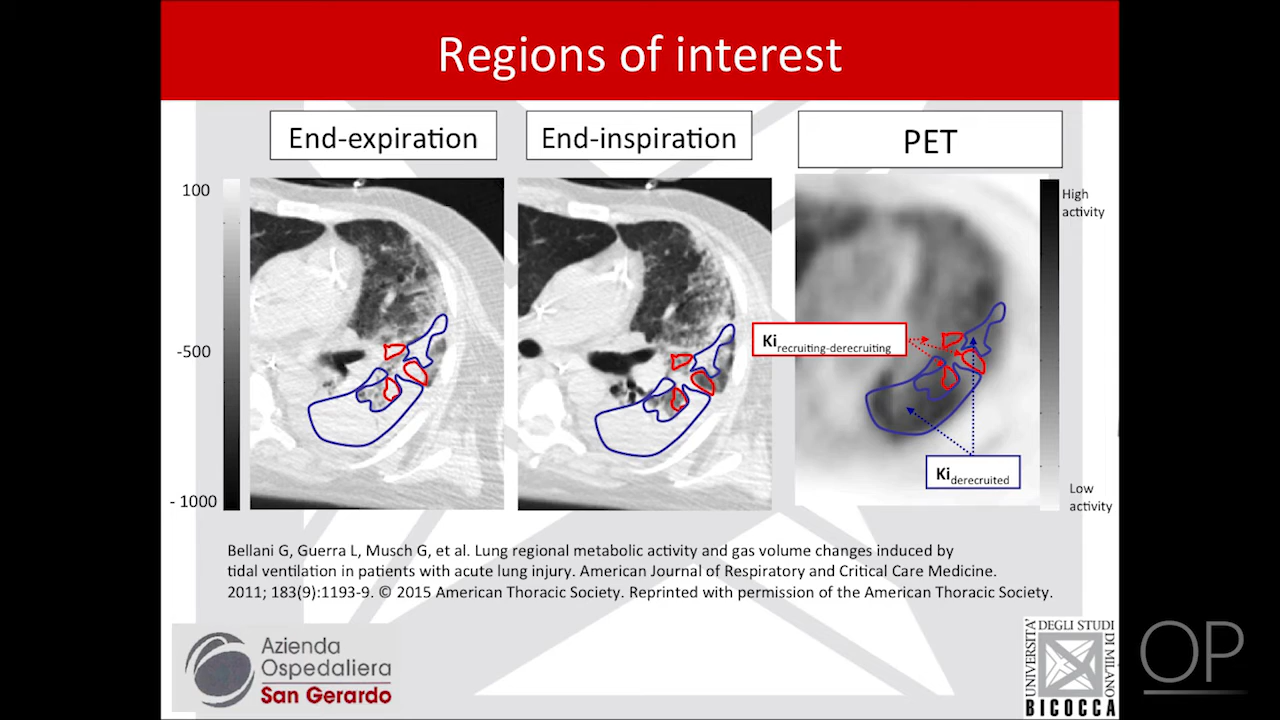 Regions of interest
End-expiration
End-inspiration
PET
100
-500
- 1000
High
activity
Low
activity
Ki recruiting-derecruiting
Ki derecruited
Bellani G, Guerra L, Musch G, et al. Lung regional metabolic activity and gas volume changes induced by
tidal ventilation in patients with acute lung injury. American Journal of Respiratory and Critical Care Medicine.
2011; 183(9):1193-9. © 2015 American Thoracic Society. Reprinted with permission of the American Thoracic Society.
Azienda
Ospedaliera
San Gerardo
UNIVERSITA'
DEGLI STUDI
DI MILANO
BICOCCA
OP